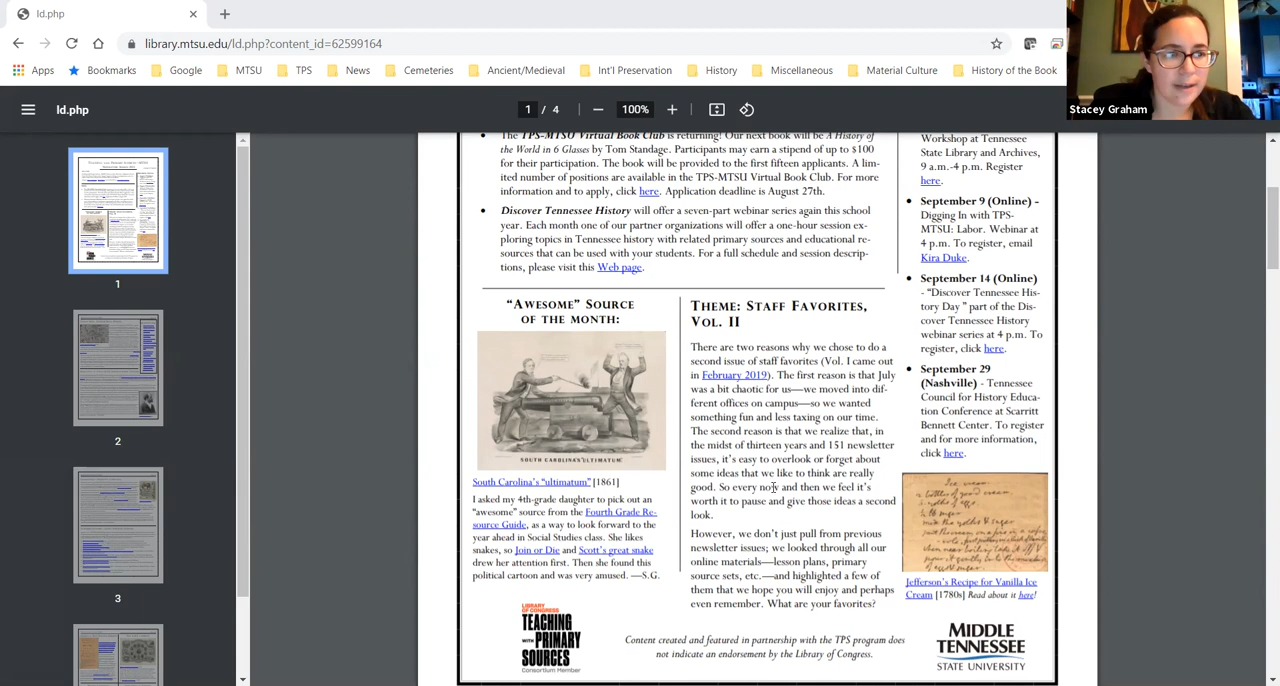 ld.php
library.mtsu.edu/ld.php?content_id=62599164
Apps Bookmarks Google MTSU TPS News Cemeteries Ancient/Medieval Int'l Preservation History Miscellaneous Material Culture History of the Book
Stacey Graham
ld.php
1 / 4 100%
1
2
3
The TPS-MTSU Virtual Book Club is returning! Our next book will be A History of
the World in 6 Glasses by Tom Standage. Participants may earn a stipend of up to $100
for their participation. The book will be provided to the first fifteen applicants. A lim-
ited number of positions are available in the TPS-MTSU Virtual Book Club. For more
information and to apply, click here. Application deadline is August 27th.
• Discover Tennessee History will offer a seven-part webinar series again this school
year. Each month one of our partner organizations will offer a one-hour session ex-
ploring topics in Tennessee history with related primary sources and educational re-
sources that can be used with your students. For a full schedule and session descrip-
tions, please visit this Web page.
"Awesome" Source
of the month:
SOUTH CAROLINA'S "ULTIMATUM"
South Carolina's "ultimatum" [1861]
I asked my 4th-grade daughter to pick out an
"awesome" source from the Fourth Grade Re-
source Guide, as a way to look forward to the
year ahead in Social Studies class. She likes
snakes, so Join or Die and Scott's great snake
drew her attention first. Then she found this
political cartoon and was very amused. —S.G.
Theme: Staff Favorites,
Vol. II
There are two reasons why we chose to do a
second issue of staff favorites (Vol. I came out
in February 2019). The first reason is that July
was a bit chaotic for us—we moved into dif-
ferent offices on campus—so we wanted
something fun and less taxing on our time.
The second reason is that we realize that, in
the midst of thirteen years and 151 newsletter
issues, it's easy to overlook or forget about
some ideas that we like to think are really
good. So every now and then we feel it's
worth it to pause and give those ideas a second
look.
However, we don't just pull from previous
newsletter issues; we looked through all our
online materials—lesson plans, primary
source sets, etc.—and highlighted a few of
them that we hope you will enjoy and perhaps
even remember. What are your favorites?
Workshop at Tennessee
State Library and Archives,
9 a.m.-4 p.m. Register
here.
• September 9 (Online) -
Digging In with TPS-
MTSU: Labor. Webinar at
4 p.m. To register, email
Kira Duke.
• September 14 (Online)
- "Discover Tennessee His-
tory Day" part of the Dis-
cover Tennessee History
webinar series at 4 p.m. To
register, click here.
• September 29
(Nashville) - Tennessee
Council for History Educa-
tion Conference at Scarritt
Bennett Center. To register
and for more information,
click here.
Ice cream
Jefferson's Recipe for Vanilla Ice
Cream [1780s] Read about it here!
LIBRARY OF CONGRESS
TEACHING
WITH PRIMARY
SOURCES
Consortium Member
Content created and featured in partnership with the TPS program does
not indicate an endorsement by the Library of Congress.
MIDDLE
TENNESSEE
STATE UNIVERSITY